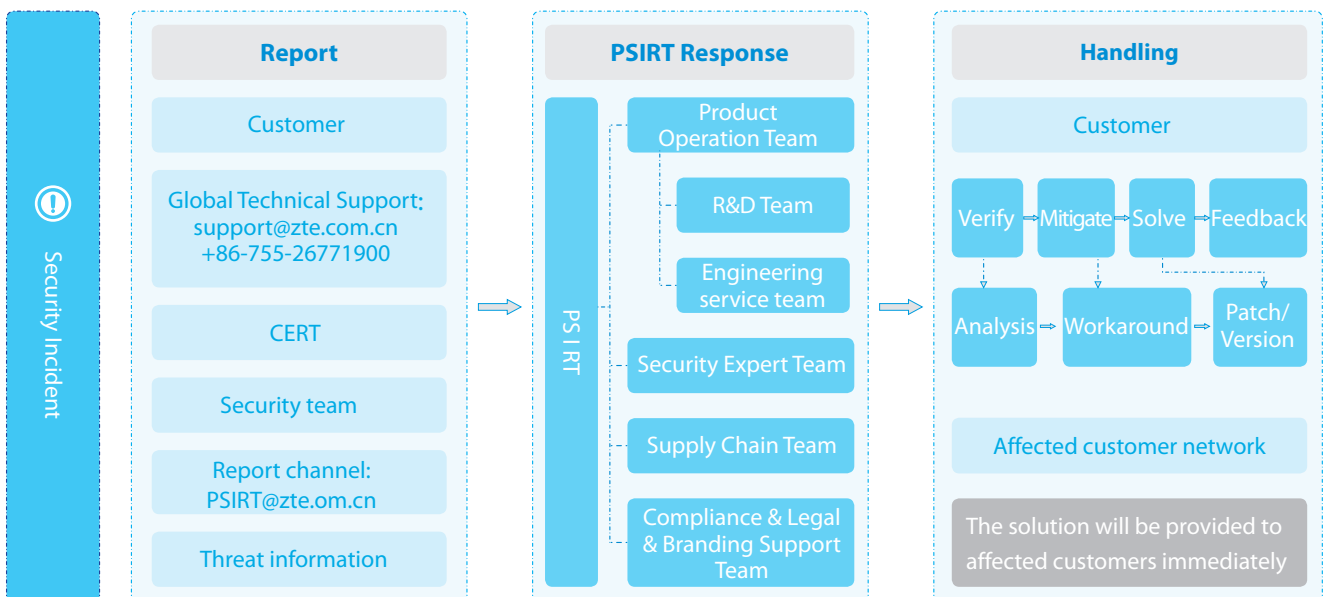 Security Incident
Report
Customer
Global Technical Support:
support@zte.com.cn
+86-755-26771900
CERT
Security team
Report channel:
PSIRT@zte.om.cn
Threat information
PSIRT Response
PSIRT
Product
Operation Team
R&D Team
Engineering
service team
Security Expert Team
Supply Chain Team
Compliance & Legal
& Branding Support
Team
Handling
Customer
Verify
Mitigate
Solve
Feedback
Analysis
Workaround
Patch/
Version
Affected customer network
The solution will be provided to
affected customers immediately